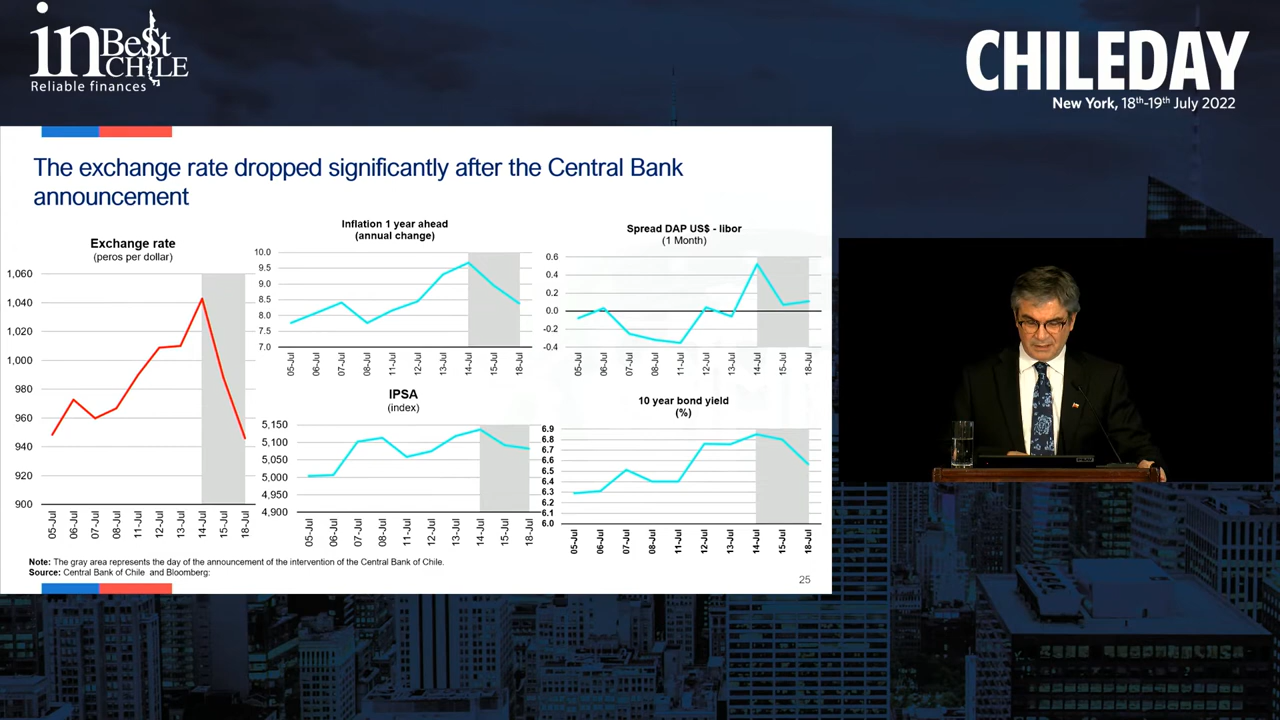 inBe$t
CHILE
Reliable finances
CHILEDAY
New York, 18th-19th July 2022
The exchange rate dropped significantly after the Central Bank
announcement
Exchange rate
(peros per dollar)
1,060
1,040
1,020
1,000
980
960
940
920
900
05-Jul
06-Jul
07-Jul
08-Jul
11-Jul
12-Jul
13-Jul
14-Jul
15-Jul
18-Jul
Inflation 1 year ahead
(annual change)
10.0
9.5
9.0
8.5
8.0
7.5
7.0
05-Jul
06-Jul
07-Jul
08-Jul
11-Jul
12-Jul
13-Jul
14-Jul
15-Jul
18-Jul
Spread DAP US$ - libor
(1 Month)
0.6
0.4
0.2
0.0
-0.2
-0.4
05-Jul
06-Jul
07-Jul
08-Jul
11-Jul
12-Jul
13-Jul
14-Jul
15-Jul
18-Jul
IPSA
(index)
5,150
5,100
5,050
5,000
4,950
4,900
05-Jul
06-Jul
07-Jul
08-Jul
11-Jul
12-Jul
13-Jul
14-Jul
15-Jul
18-Jul
10 year bond yield
(%)
6.9
6.8
6.7
6.6
6.5
6.4
6.3
6.2
6.1
6.0
05-Jul
06-Jul
07-Jul
08-Jul
11-Jul
12-Jul
13-Jul
14-Jul
15-Jul
18-Jul
Note: The gray area represents the day of the announcement of the intervention of the Central Bank of Chile.
Source: Central Bank of Chile and Bloomberg;
25